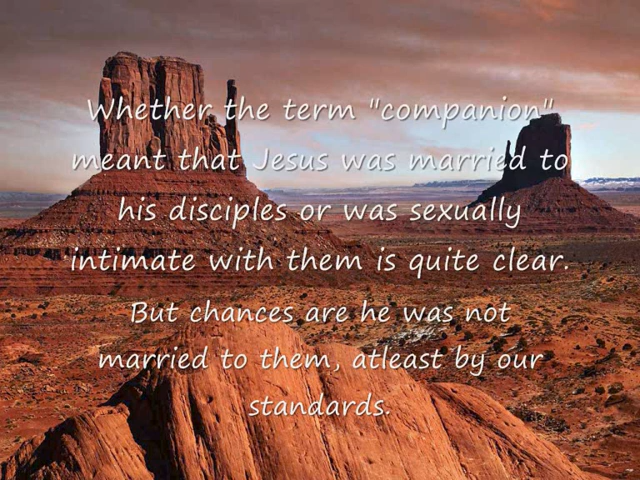 Whether the term "companion"
meant that Jesus was married to
his disciples or was sexually
intimate with them is quite clear.
But chances are he was not
married to them, atleast by our
standards.